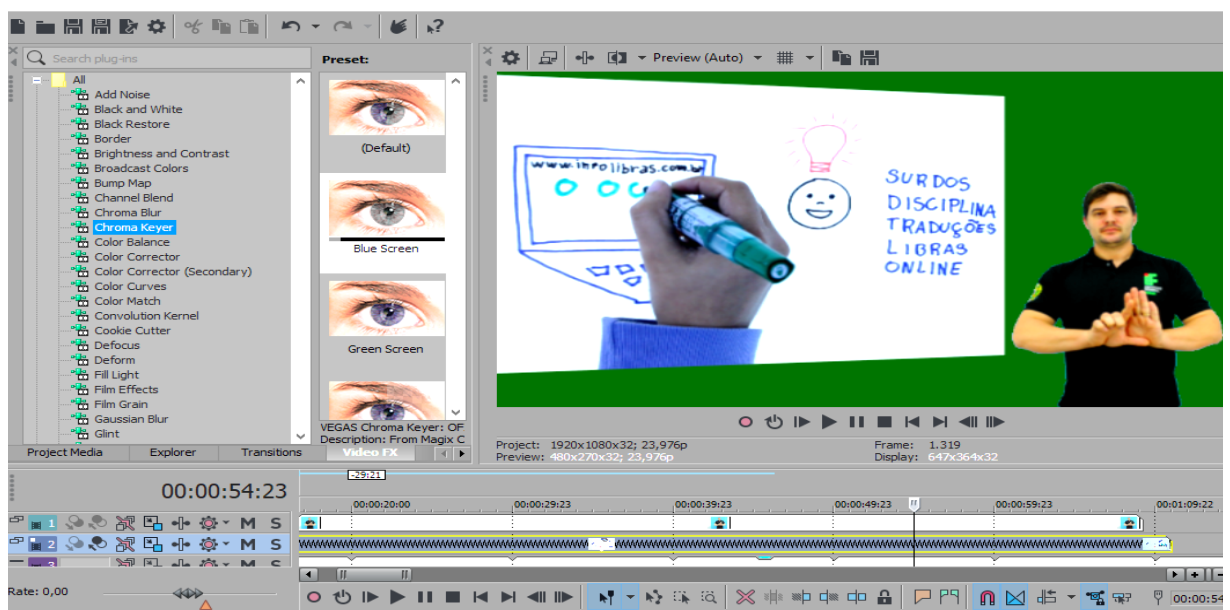 Search plug-ins
All
Add Noise
Black and White
Black Restore
Border
Brightness and Contrast
Broadcast Colors
Bump Map
Channel Blend
Chroma Blur
Chroma Keyer
Color Balance
Color Corrector
Color Corrector (Secondary)
Color Curves
Color Match
Convolution Kernel
Cookie Cutter
Defocus
Deform
Fill Light
Film Effects
Film Grain
Gaussian Blur
Glint
Project Media Explorer Transitions Video FX
Preset:
(Default)
Blue Screen
Green Screen
VEGAS Chroma Keyer: OF
Description: From Magix C
Preview (Auto)
www.infolibras.com.br
SURDOS
DISCIPLINA
TRADUÇÕES
LIBRAS
ONLINE
Project: 1920x1080x32; 23,976p
Preview: 480x270x32; 23,976p
Frame: 1.319
Display: 647x364x32
-29:21
00:00:54:23
00:00:20:00 00:00:29:23 00:00:39:23 00:00:49:23 00:00:59:23 00:01:09:22
1 M S
2 M S
3 M S
Rate: 0,00
00:00:54